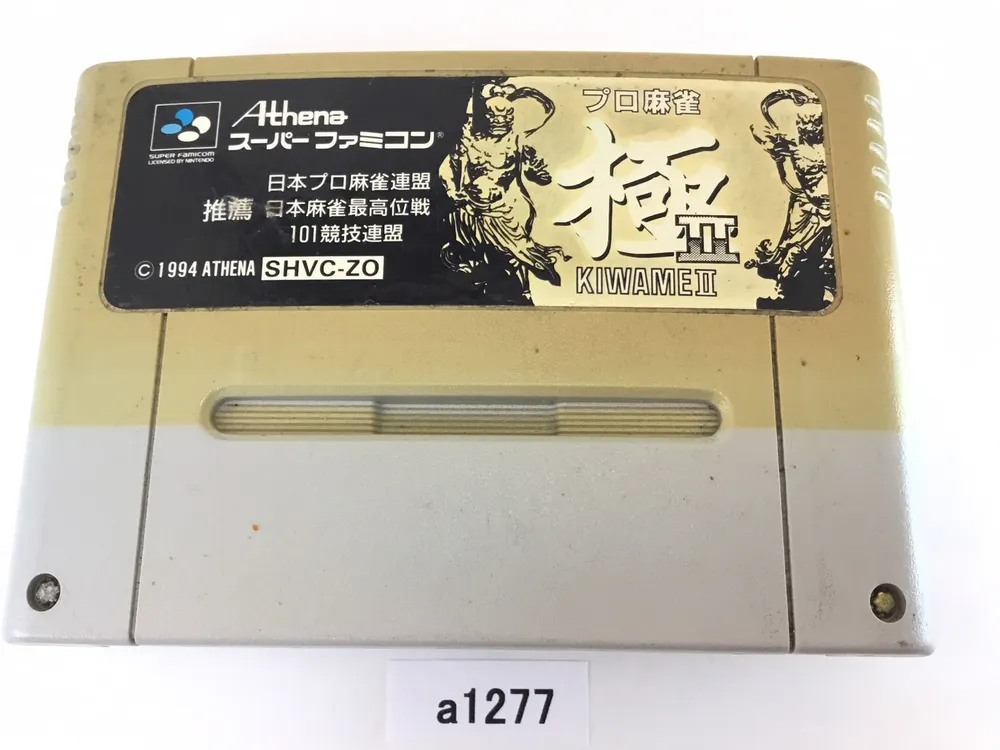 SUPER FAMICOM
LICENSED BY NINTENDO
Athena
スーパーファミコン®
日本プロ麻雀連盟
推薦 日本麻雀最高位戦
101競技連盟
© 1994 ATHENA SHVC-ZO
プロ麻雀
極II
KIWAME II
a1277